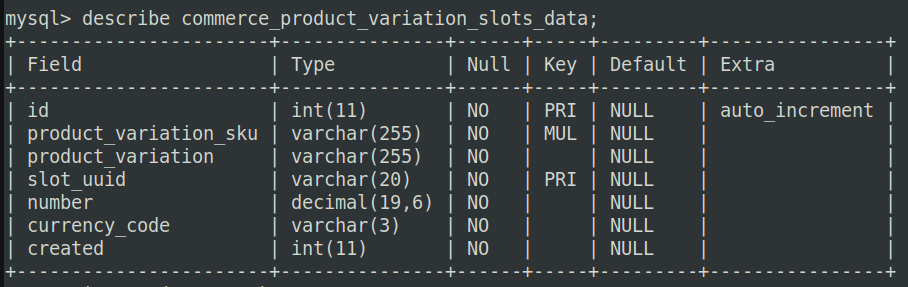 mysql> describe commerce_product_variation_slots_data;
+-----------------------+---------------+------+-----+---------+----------------+
| Field                 | Type          | Null | Key | Default | Extra          |
+-----------------------+---------------+------+-----+---------+----------------+
| id                    | int(11)       | NO   | PRI | NULL    | auto_increment |
| product_variation_sku | varchar(255)  | NO   | MUL | NULL    |                |
| product_variation     | varchar(255)  | NO   |     | NULL    |                |
| slot_uuid             | varchar(20)   | NO   | PRI | NULL    |                |
| number                | decimal(19,6) | NO   |     | NULL    |                |
| currency_code         | varchar(3)    | NO   |     | NULL    |                |
| created               | int(11)       | NO   |     | NULL    |                |
+-----------------------+---------------+------+-----+---------+----------------+